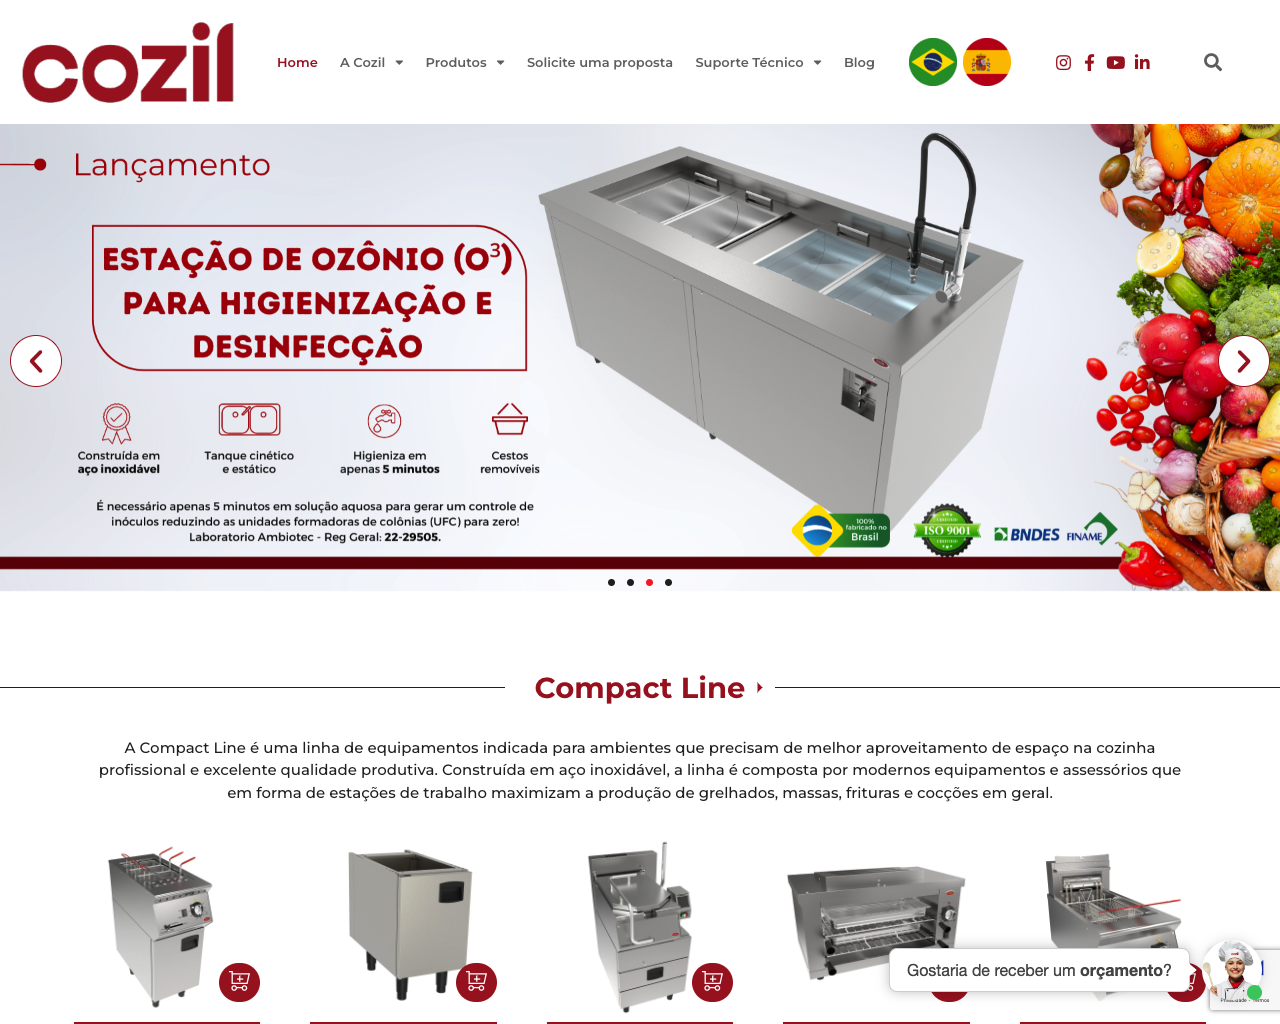 cozil
Home
A Cozil
Produtos
Solicite uma proposta
Suporte Técnico
Blog
Lançamento
ESTAÇÃO DE OZÔNIO (O³)
PARA HIGIENIZAÇÃO E
DESINFECÇÃO
Construída em
aço inoxidável
Tanque cinético
e estático
Higieniza em
apenas 5 minutos
Cestos
removíveis
É necessário apenas 5 minutos em solução aquosa para gerar um controle de
inóculos reduzindo as unidades formadoras de colônias (UFC) para zero!
Laboratorio Ambiotec - Reg Geral: 22-29505.
100%
fabricado no
Brasil
ISO 9001
BNDES
FINAME
Compact Line
A Compact Line é uma linha de equipamentos indicada para ambientes que precisam de melhor aproveitamento de espaço na cozinha
profissional e excelente qualidade produtiva. Construída em aço inoxidável, a linha é composta por modernos equipamentos e assessórios que
em forma de estações de trabalho maximizam a produção de grelhados, massas, frituras e cocções em geral.
Gostaria de receber um orçamento?